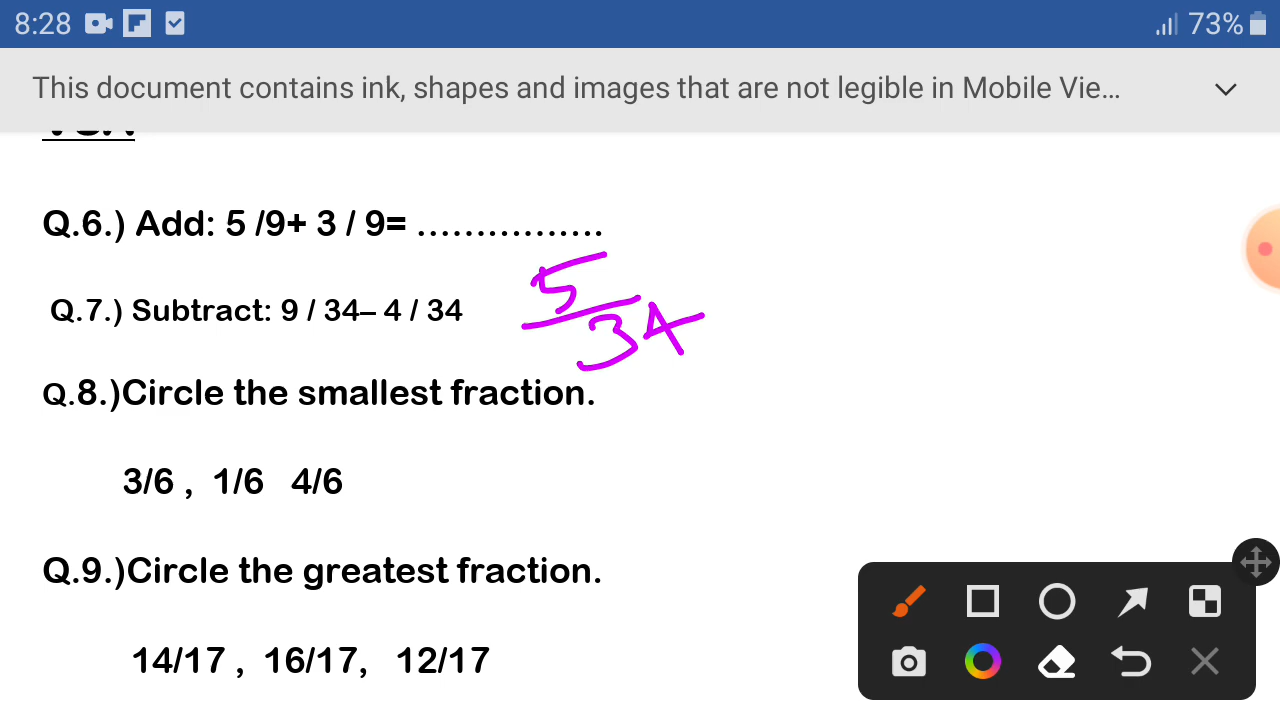 8:28 73%
This document contains ink, shapes and images that are not legible in Mobile Vie...
Q.6.) Add: 5 /9+ 3 / 9= ................
Q.7.) Subtract: 9 / 34– 4 / 34 5/34
Q.8.)Circle the smallest fraction.
3/6 , 1/6 4/6
Q.9.)Circle the greatest fraction.
14/17 , 16/17, 12/17